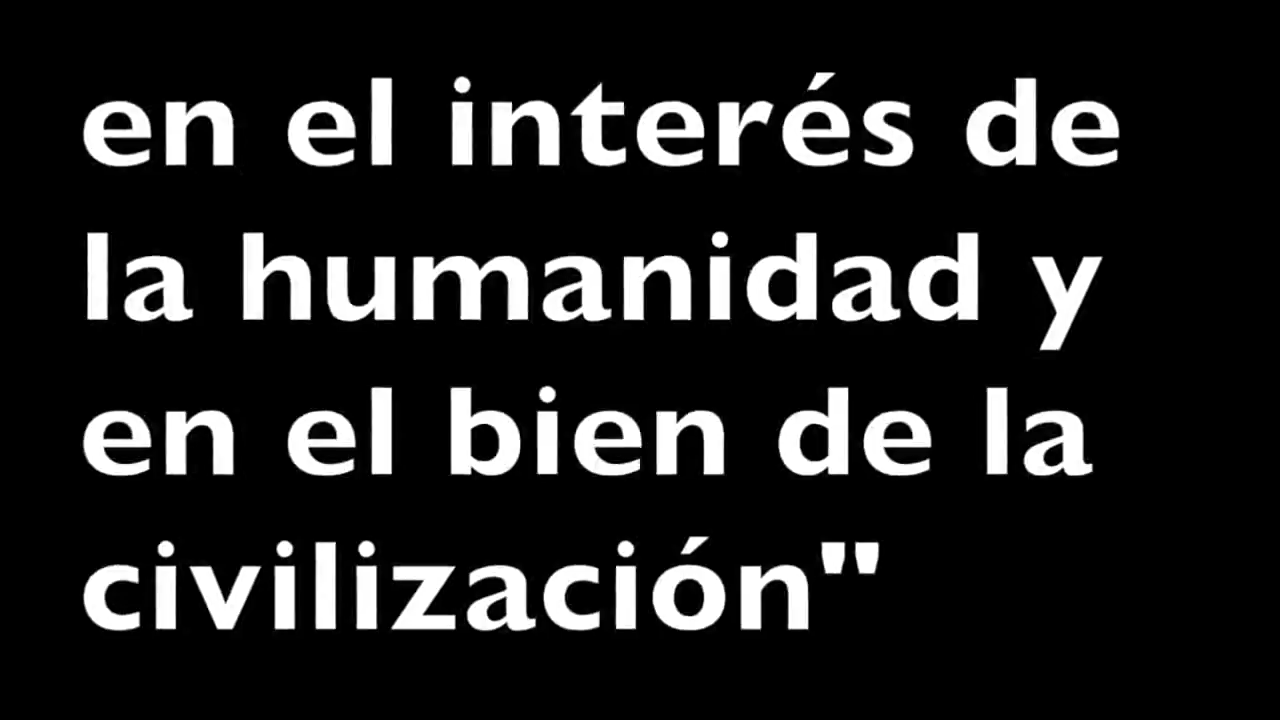 en el interés de
la humanidad y
en el bien de la
civilización"